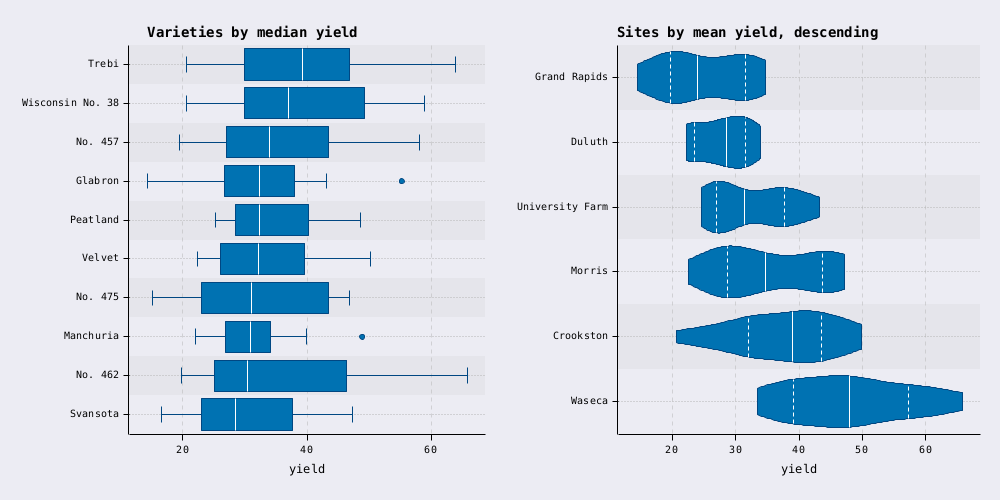 Varieties by median yield
Trebi
Wisconsin No. 38
No. 457
Glabron
Peatland
Velvet
No. 475
Manchuria
No. 462
Svansota
20 40 60
yield
Sites by mean yield, descending
Grand Rapids
Duluth
University Farm
Morris
Crookston
Waseca
20 30 40 50 60
yield